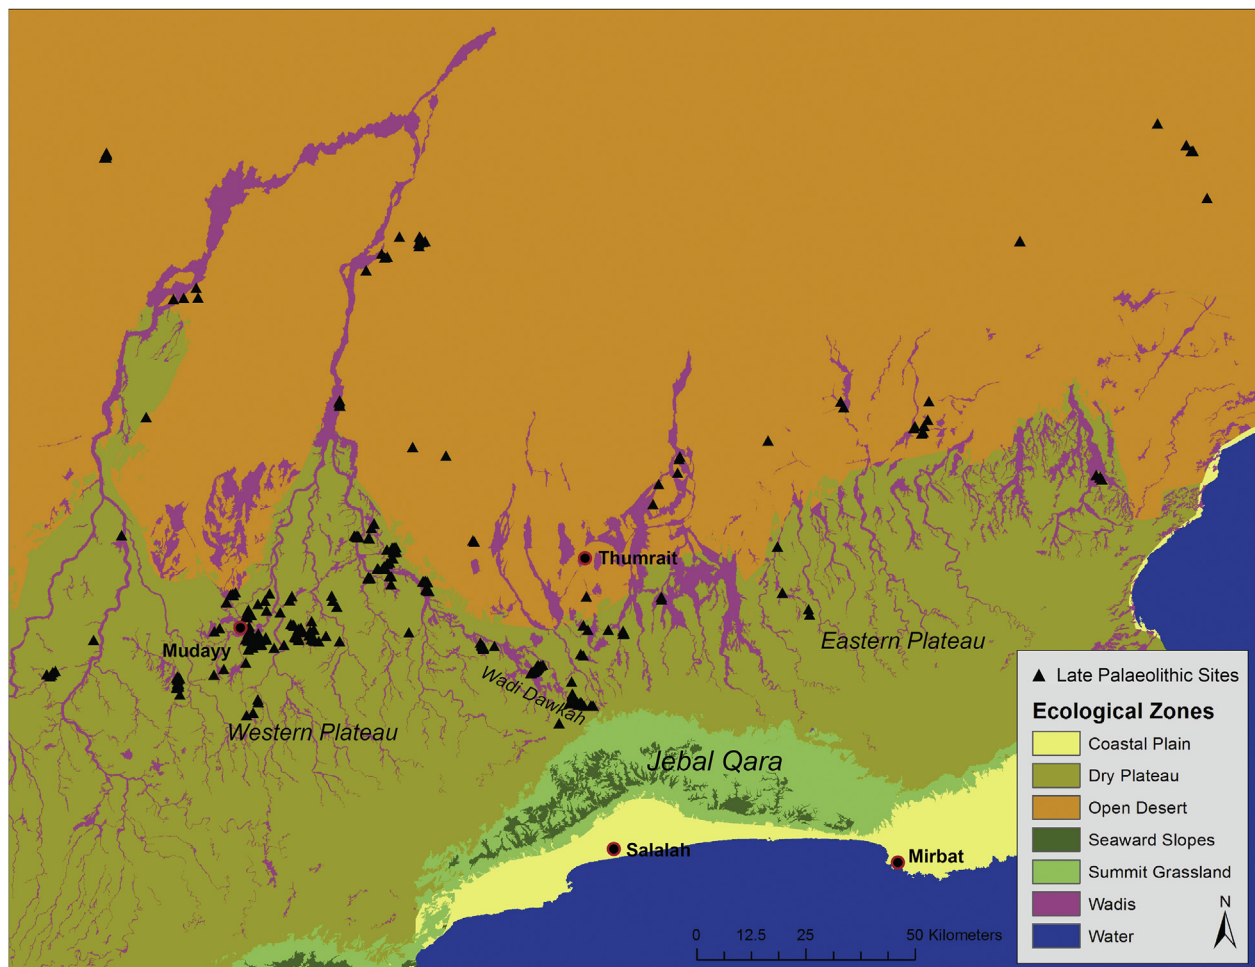 Thumrait
Mudayy
Eastern Plateau
Wadi Dawkah
Western Plateau
Jebal Qara
Salalah
Mirbat
0 12.5 25 50 Kilometers
Late Palaeolithic Sites
Ecological Zones
Coastal Plain
Dry Plateau
Open Desert
Seaward Slopes
Summit Grassland
Wadis
Water
N